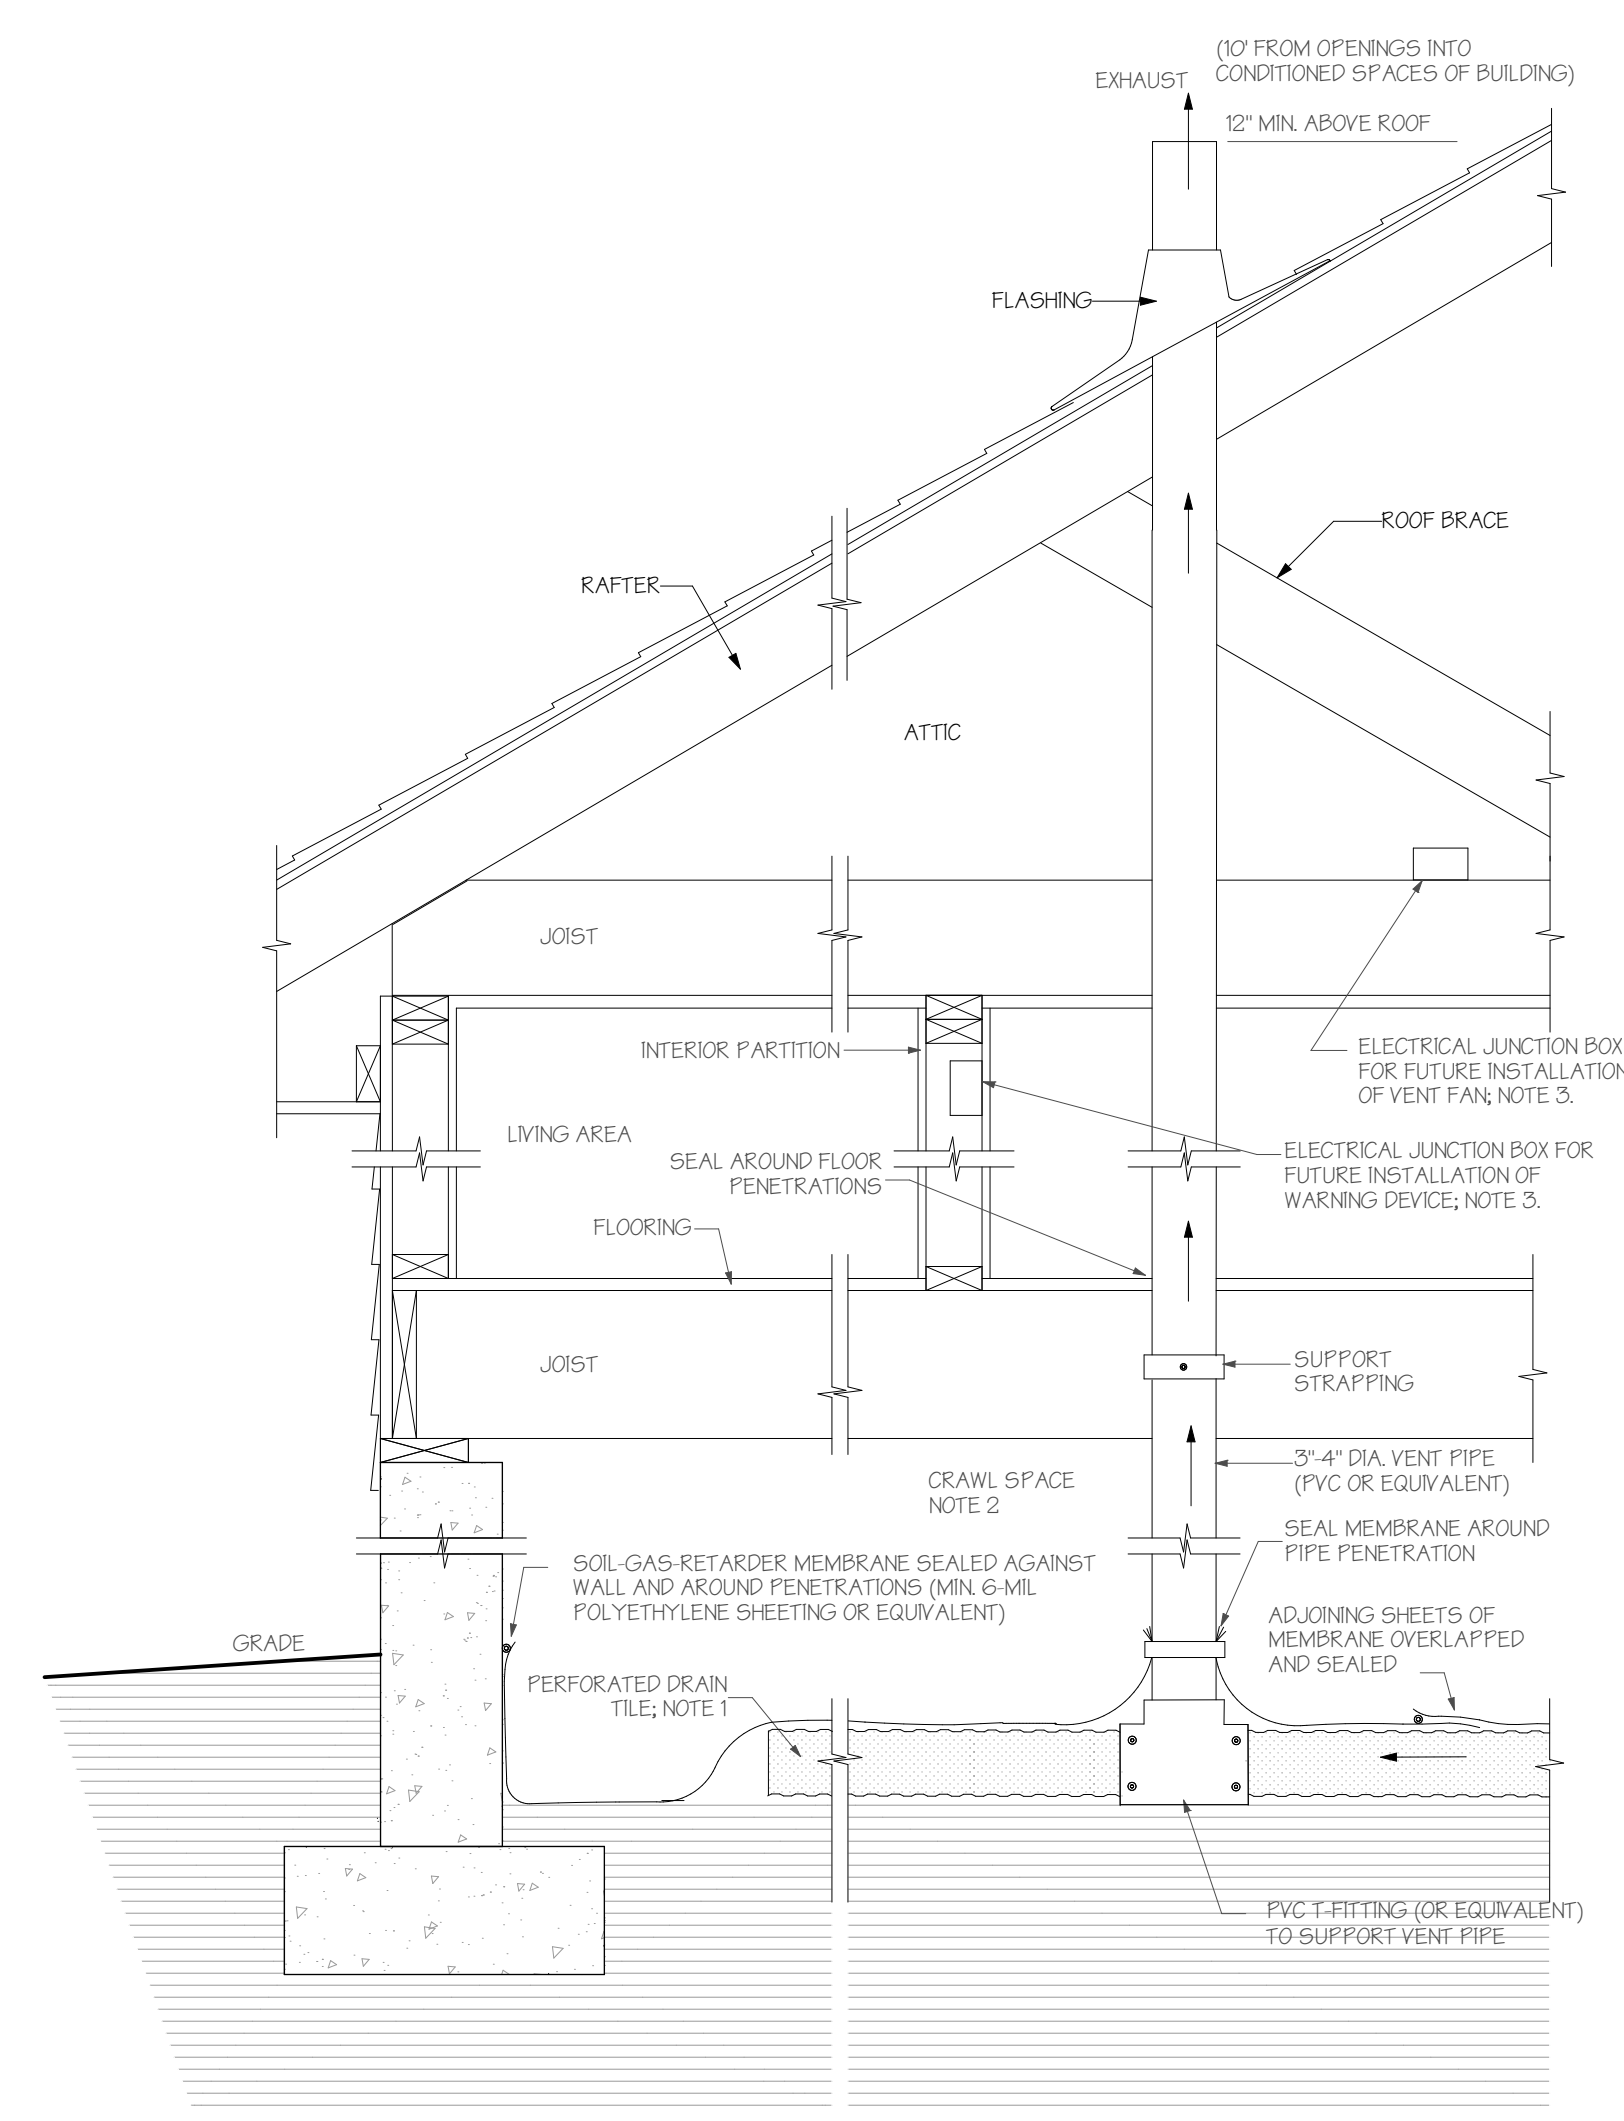 (10' FROM OPENINGS INTO
CONDITIONED SPACES OF BUILDING)
EXHAUST
12" MIN. ABOVE ROOF
FLASHING
ROOF BRACE
RAFTER
ATTIC
JOIST
INTERIOR PARTITION
ELECTRICAL JUNCTION BOX
FOR FUTURE INSTALLATION
OF VENT FAN; NOTE 3.
LIVING AREA
SEAL AROUND FLOOR
PENETRATIONS
ELECTRICAL JUNCTION BOX FOR
FUTURE INSTALLATION OF
WARNING DEVICE; NOTE 3.
FLOORING
JOIST
SUPPORT
STRAPPING
3"-4" DIA. VENT PIPE
(PVC OR EQUIVALENT)
CRAWL SPACE
NOTE 2
SEAL MEMBRANE AROUND
PIPE PENETRATION
SOIL-GAS-RETARDER MEMBRANE SEALED AGAINST
WALL AND AROUND PENETRATIONS (MIN. 6-MIL
POLYETHYLENE SHEETING OR EQUIVALENT)
ADJOINING SHEETS OF
MEMBRANE OVERLAPPED
AND SEALED
GRADE
PERFORATED DRAIN
TILE; NOTE 1
PVC T-FITTING (OR EQUIVALENT)
TO SUPPORT VENT PIPE